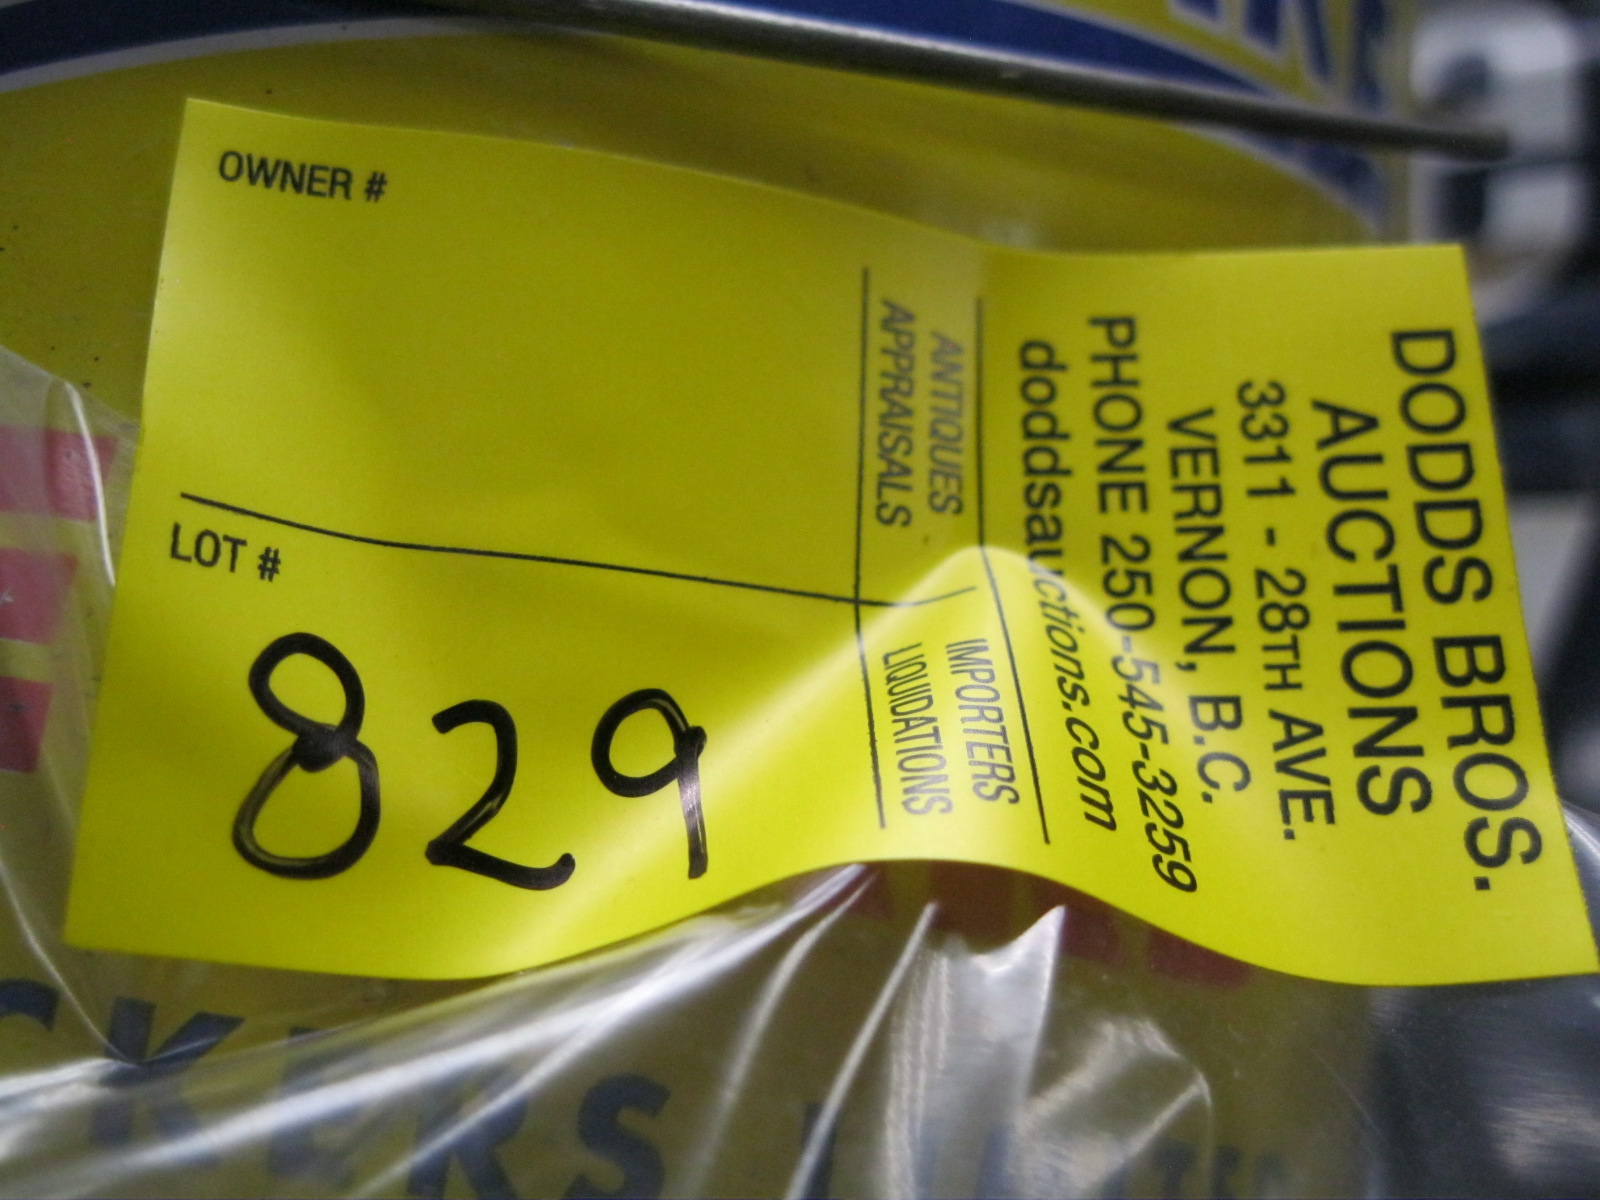 OWNER #
LOT #
829
ANTIQUES
APPRAISALS
IMPORTERS
LIQUIDATIONS
DODDS BROS.
AUCTIONS
3311 - 28TH AVE.
VERNON, B.C.
PHONE 250-545-3259
doddsauctions.com